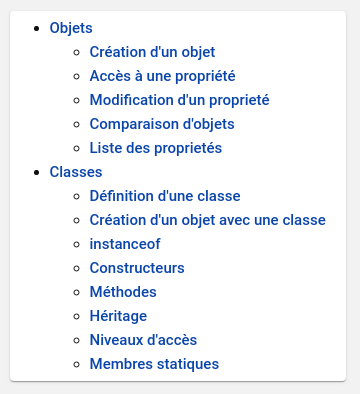 Objets
Création d'un objet
Accès à une propriété
Modification d'un proprieté
Comparaison d'objets
Liste des proprietés
Classes
Définition d'une classe
Création d'un objet avec une classe
instanceof
Constructeurs
Méthodes
Héritage
Niveaux d'accès
Membres statiques